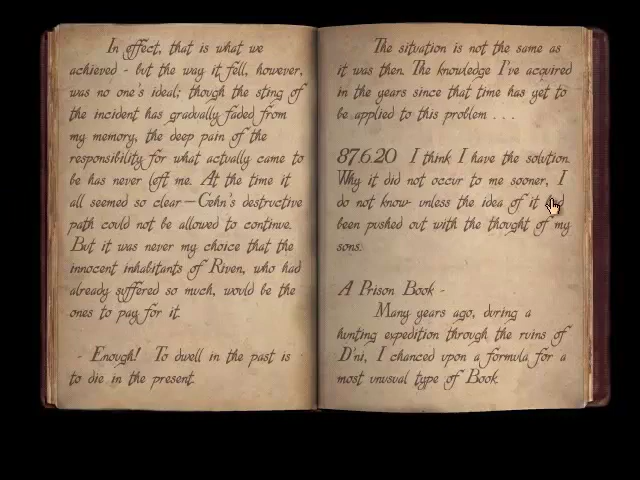 In effect, that is what we
achieved - but the way it fell, however,
was no one's ideal; though the sting of
the incident has gradually faded from
my memory, the deep pain of the
responsibility for what actually came to
be has never left me. At the time it
all seemed so clear—Gehn's destructive
path could not be allowed to continue.
But it was never my choice that the
innocent inhabitants of Riven, who had
already suffered so much, would be the
ones to pay for it.
- Enough! To dwell in the past is
to die in the present.
The situation is not the same as
it was then. The knowledge I've acquired
in the years since that time has yet to
be applied to this problem . . .
87.6.20 I think I have the solution.
Why it did not occur to me sooner, I
do not know- unless the idea of it had
been pushed out with the thought of my
sons.
A Prison Book -
Many years ago, during a
hunting expedition through the ruins of
D'ni, I chanced upon a formula for a
most unusual type of Book.